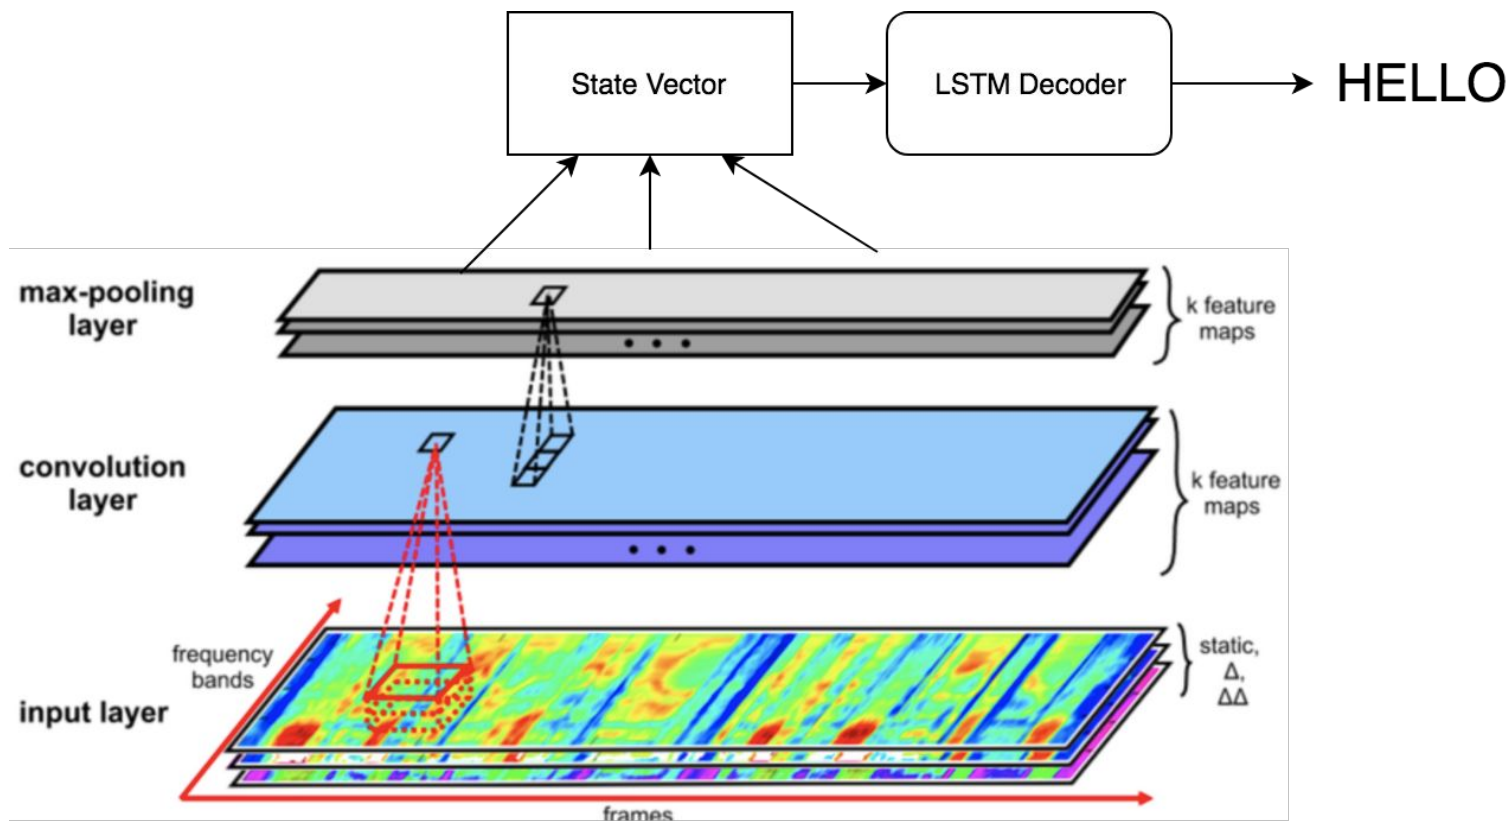 State Vector
LSTM Decoder
HELLO
max-pooling
layer
k feature
maps
convolution
layer
k feature
maps
frequency
bands
static,
Δ,
ΔΔ
input layer
frames